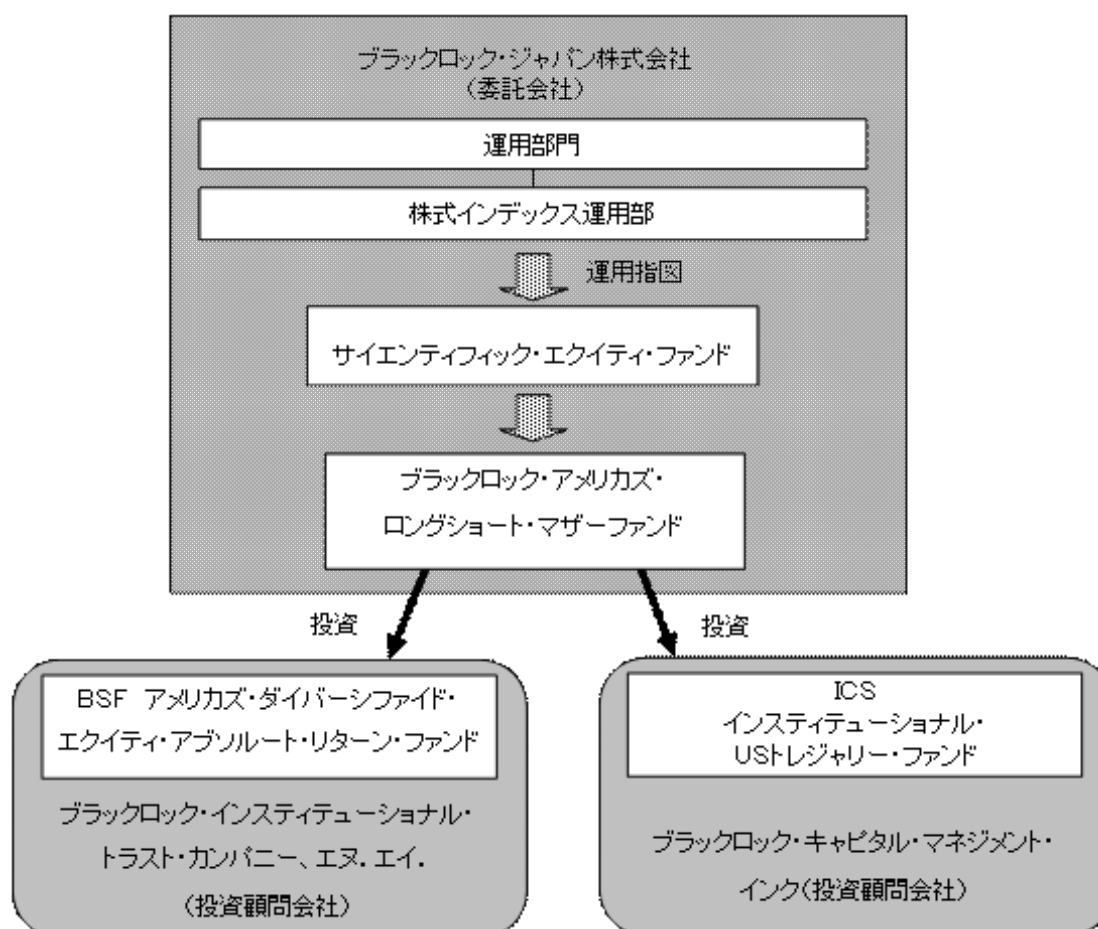 ブラックロック・ジャパン株式会社
（委託会社）
運用部門
株式インデックス運用部
運用指図
サイエンティフィック・エクイティ・ファンド
ブラックロック・アメリカズ・
ロングショート・マザーファンド
投資
投資
BSF　アメリカズ・ダイバーシファイド・
エクイティ・アブソルート・リターン・ファンド
ブラックロック・インスティテューショナル・
トラスト・カンパニー、エヌ．エイ．
（投資顧問会社）
ICS
インスティテューショナル・
USトレジャリー・ファンド
ブラックロック・キャピタル・マネジメント・
インク（投資顧問会社）